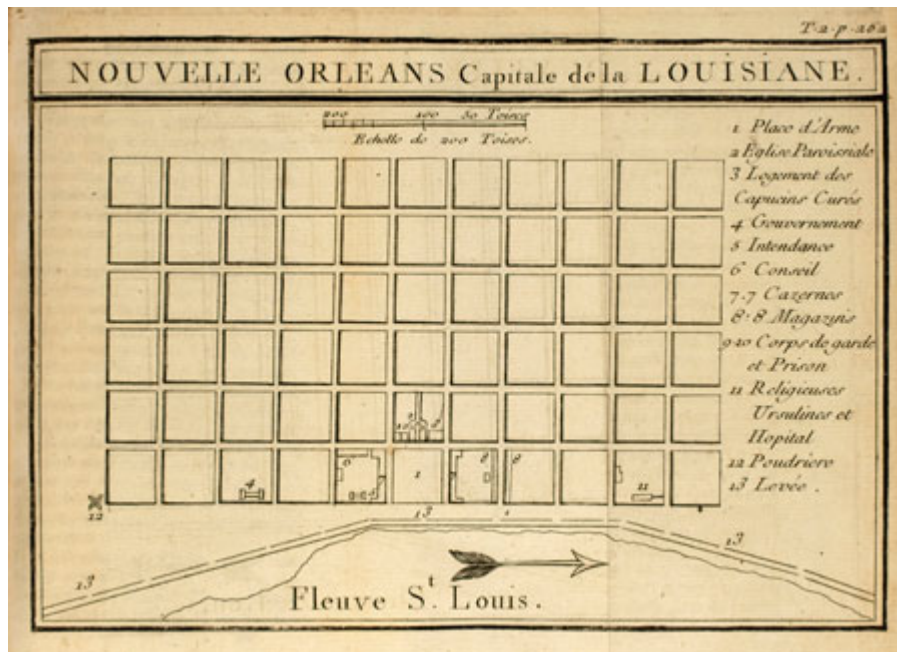 T.2.p.262
NOUVELLE ORLEANS Capitale de la LOUISIANE.
200 100 50 Toises
Echelle de 200 Toises.
1 Place d'Arme
2 Eglise Paroissiale
3 Logement des
Capucins Curés
4 Gouvernement
5 Intendance
6 Conseil
7.7 Cazernes
8.8 Magazins
9.10 Corps de garde
et Prison
11 Religieuses
Ursulines et
Hopital
12 Poudriere
13 Levée.
4
6
1
8
8
11
12
13
13
13
Fleuve St. Louis.